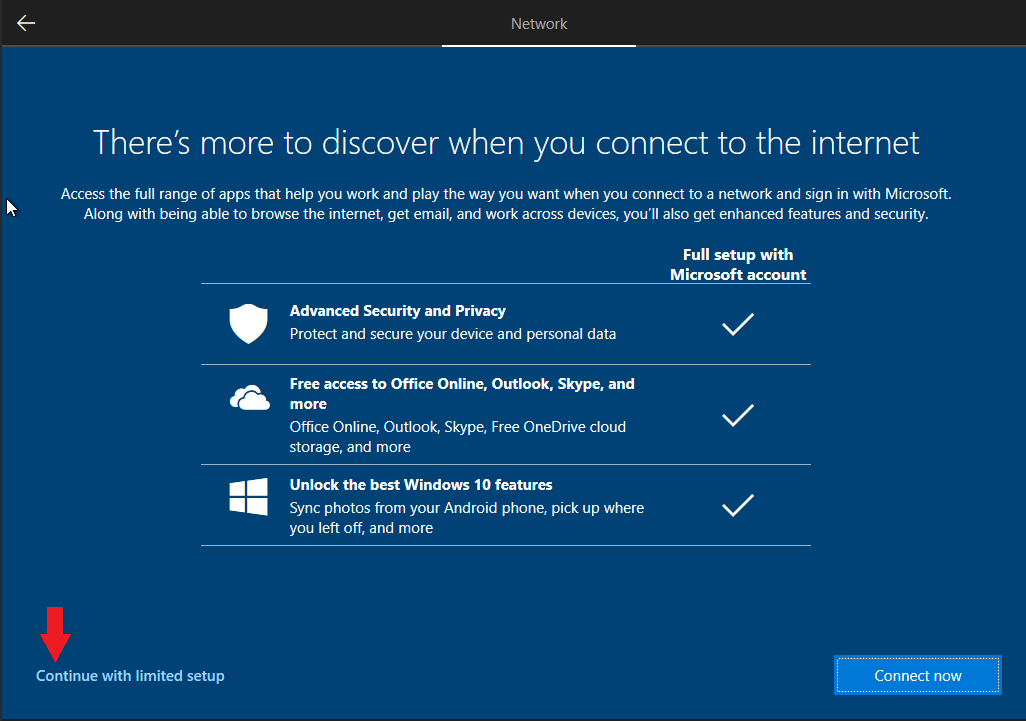 Network
There’s more to discover when you connect to the internet
Access the full range of apps that help you work and play the way you want when you connect to a network and sign in with Microsoft.
Along with being able to browse the internet, get email, and work across devices, you’ll also get enhanced features and security.
Full setup with
Microsoft account
Advanced Security and Privacy
Protect and secure your device and personal data
Free access to Office Online, Outlook, Skype, and
more
Office Online, Outlook, Skype, Free OneDrive cloud
storage, and more
Unlock the best Windows 10 features
Sync photos from your Android phone, pick up where
you left off, and more
Continue with limited setup
Connect now